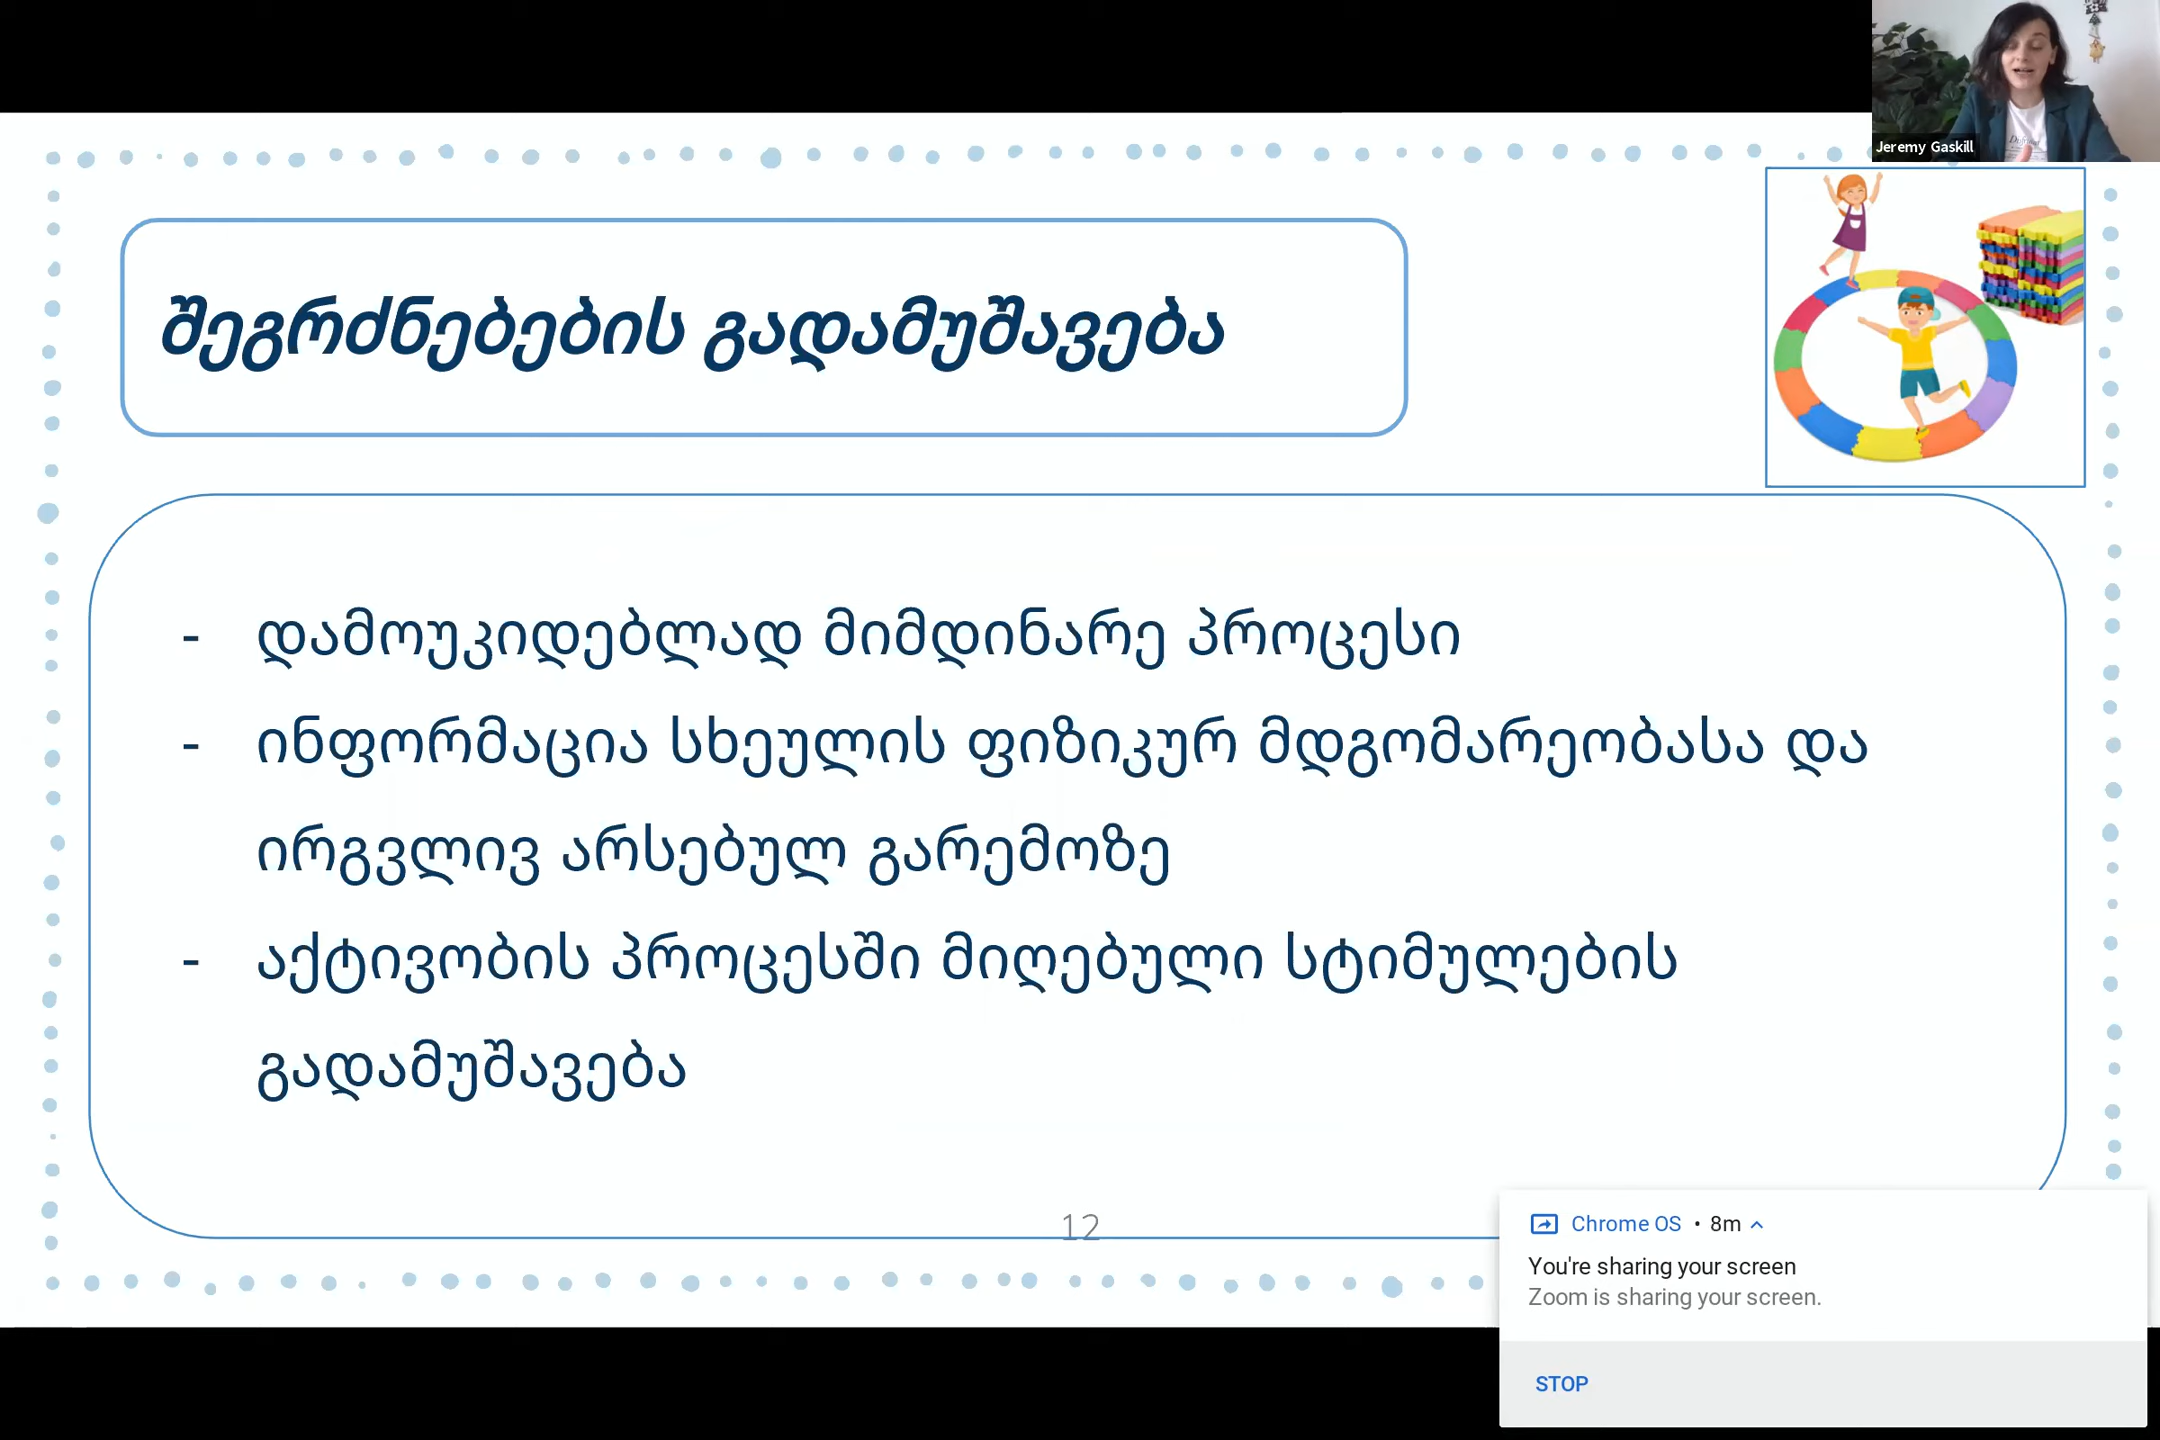 Jeremy Gaskill
შეგრძნებების გადამუშავება
- დამოუკიდებლად მიმდინარე პროცესი
- ინფორმაცია სხეულის ფიზიკურ მდგომარეობასა და
ირგვლივ არსებულ გარემოზე
- აქტივობის პროცესში მიღებული სტიმულების
გადამუშავება
12
Chrome OS • 8m
You're sharing your screen
Zoom is sharing your screen.
STOP